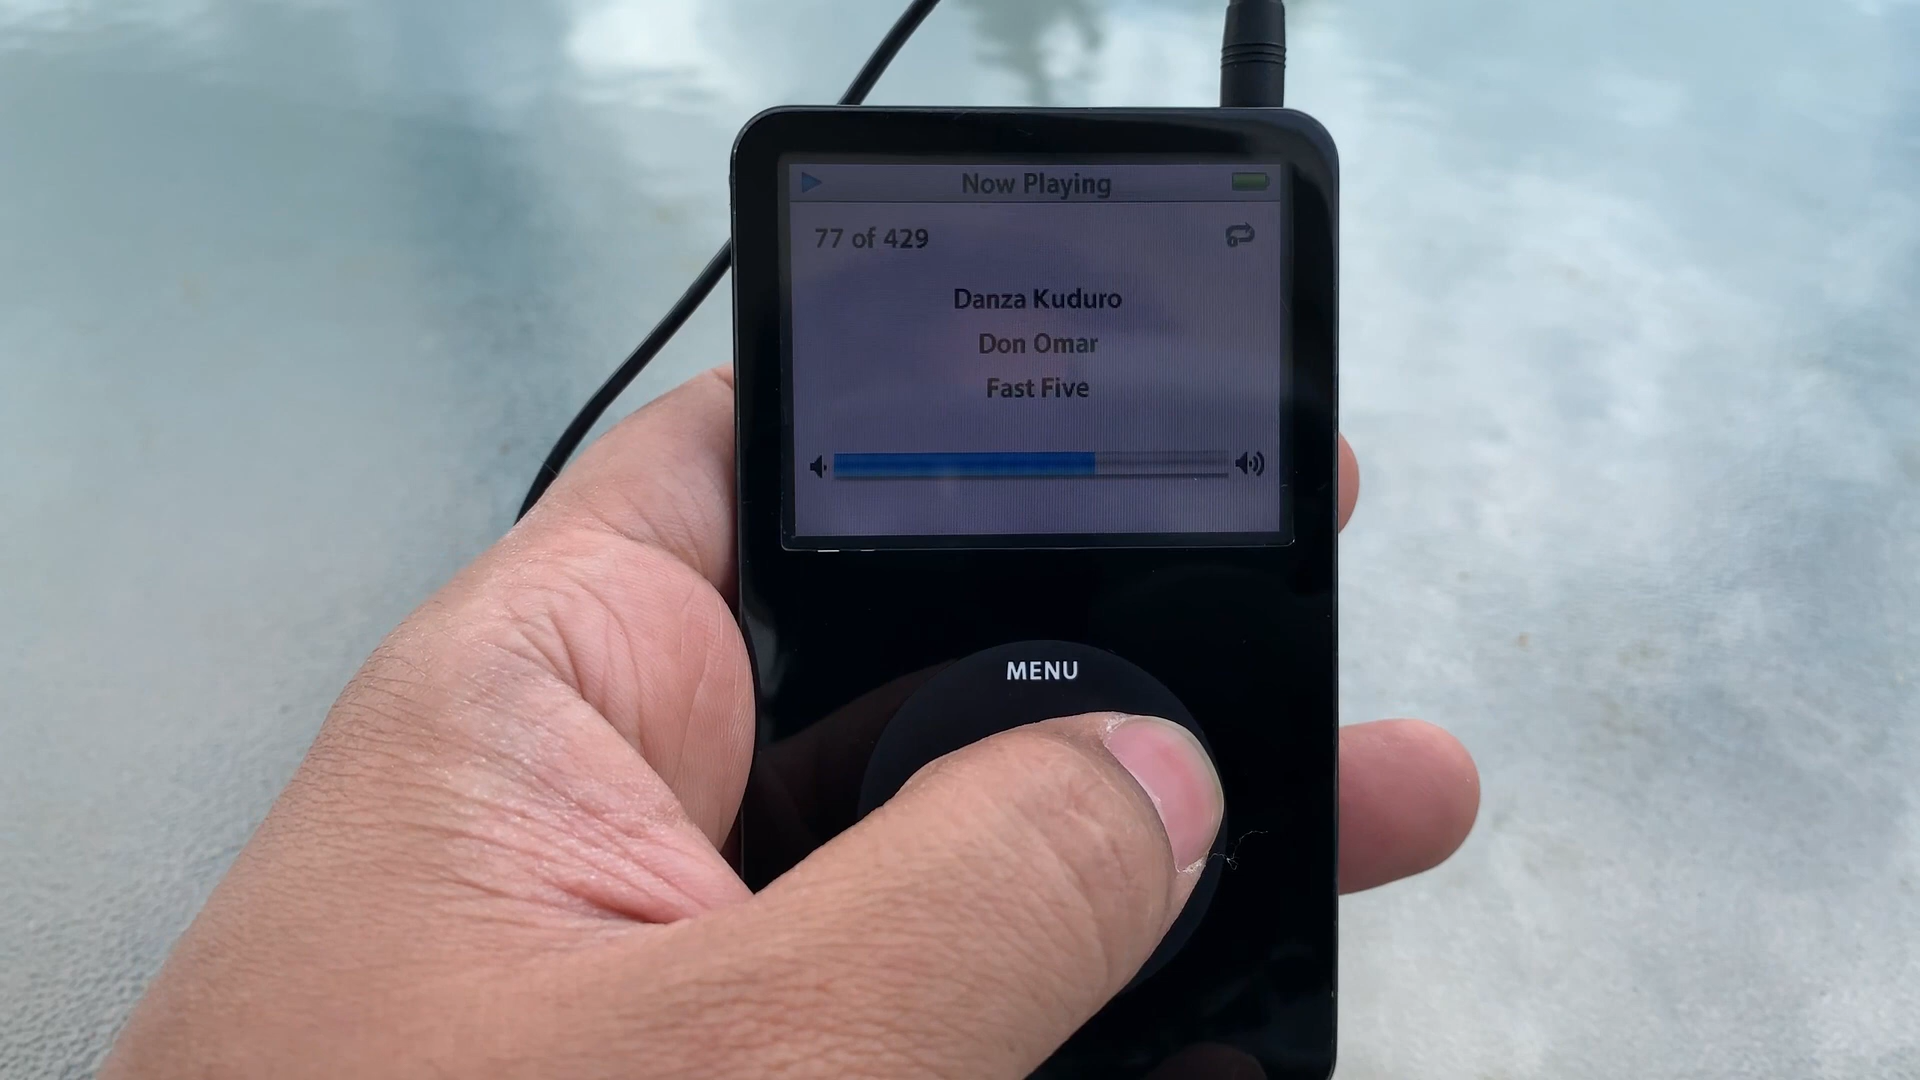 Now Playing
77 of 429
Danza Kuduro
Don Omar
Fast Five
MENU